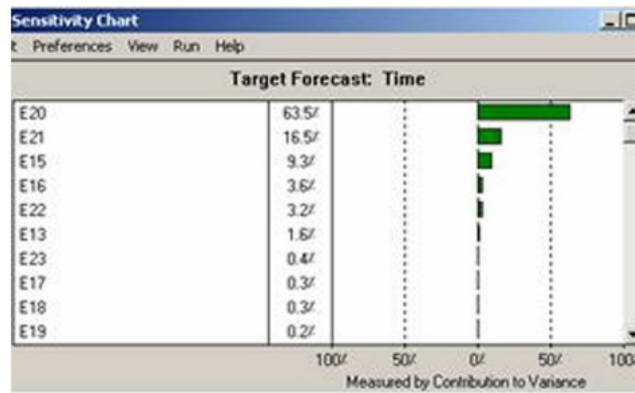 Sensitivity Chart
t Preferences View Run Help
Target Forecast: Time
E20 63.5%
E21 16.5%
E15 9.3%
E16 3.6%
E22 3.2%
E13 1.6%
E23 0.4%
E17 0.3%
E18 0.3%
E19 0.2%
100% 50% 0% 50% 100%
Measured by Contribution to Variance